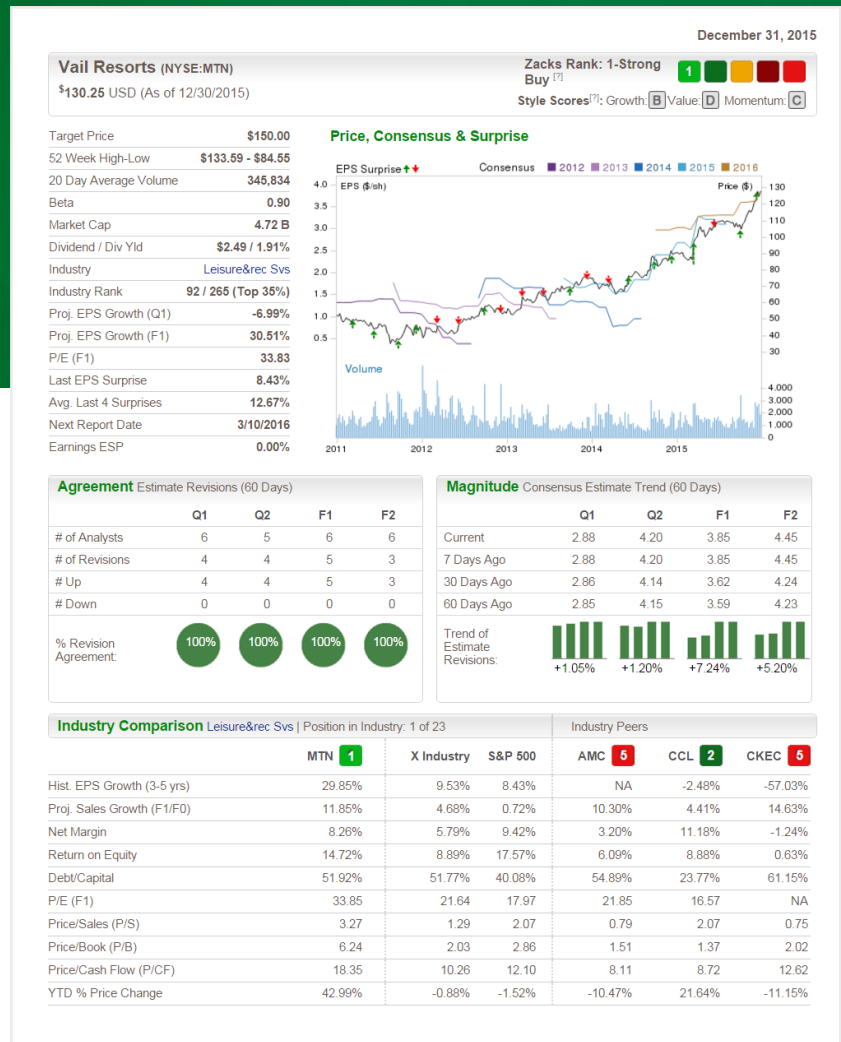 December 31, 2015
Vail Resorts (NYSE:MTN)
$130.25 USD (As of 12/30/2015)
Zacks Rank: 1-Strong
Buy [?]
1
Style Scores[?]: Growth: B Value: D Momentum: C
Target Price $150.00
52 Week High-Low $133.59 - $84.55
20 Day Average Volume 345,834
Beta 0.90
Market Cap 4.72 B
Dividend / Div Yld $2.49 / 1.91%
Industry Leisure&rec Svs
Industry Rank 92 / 265 (Top 35%)
Proj. EPS Growth (Q1) -6.99%
Proj. EPS Growth (F1) 30.51%
P/E (F1) 33.83
Last EPS Surprise 8.43%
Avg. Last 4 Surprises 12.67%
Next Report Date 3/10/2016
Earnings ESP 0.00%
Price, Consensus & Surprise
EPS Surprise Consensus 2012 2013 2014 2015 2016
EPS ($/sh) Price ($)
4.0
3.5
3.0
2.5
2.0
1.5
1.0
0.5
130
120
110
100
90
80
70
60
50
40
30
Volume
4.000
3.000
2.000
1.000
0
2011 2012 2013 2014 2015
Agreement Estimate Revisions (60 Days)
Q1 Q2 F1 F2
# of Analysts 6 5 6 6
# of Revisions 4 4 5 3
# Up 4 4 5 3
# Down 0 0 0 0
% Revision
Agreement:
100% 100% 100% 100%
Magnitude Consensus Estimate Trend (60 Days)
Q1 Q2 F1 F2
Current 2.88 4.20 3.85 4.45
7 Days Ago 2.88 4.20 3.85 4.45
30 Days Ago 2.86 4.14 3.62 4.24
60 Days Ago 2.85 4.15 3.59 4.23
Trend of
Estimate
Revisions:
+1.05% +1.20% +7.24% +5.20%
Industry Comparison Leisure&rec Svs | Position in Industry: 1 of 23 Industry Peers
MTN 1 X Industry S&P 500 AMC 5 CCL 2 CKEC 5
Hist. EPS Growth (3-5 yrs) 29.85% 9.53% 8.43% NA -2.48% -57.03%
Proj. Sales Growth (F1/F0) 11.85% 4.68% 0.72% 10.30% 4.41% 14.63%
Net Margin 8.26% 5.79% 9.42% 3.20% 11.18% -1.24%
Return on Equity 14.72% 8.89% 17.57% 6.09% 8.88% 0.63%
Debt/Capital 51.92% 51.77% 40.08% 54.89% 23.77% 61.15%
P/E (F1) 33.85 21.64 17.97 21.85 16.57 NA
Price/Sales (P/S) 3.27 1.29 2.07 0.79 2.07 0.75
Price/Book (P/B) 6.24 2.03 2.86 1.51 1.37 2.02
Price/Cash Flow (P/CF) 18.35 10.26 12.10 8.11 8.72 12.62
YTD % Price Change 42.99% -0.88% -1.52% -10.47% 21.64% -11.15%